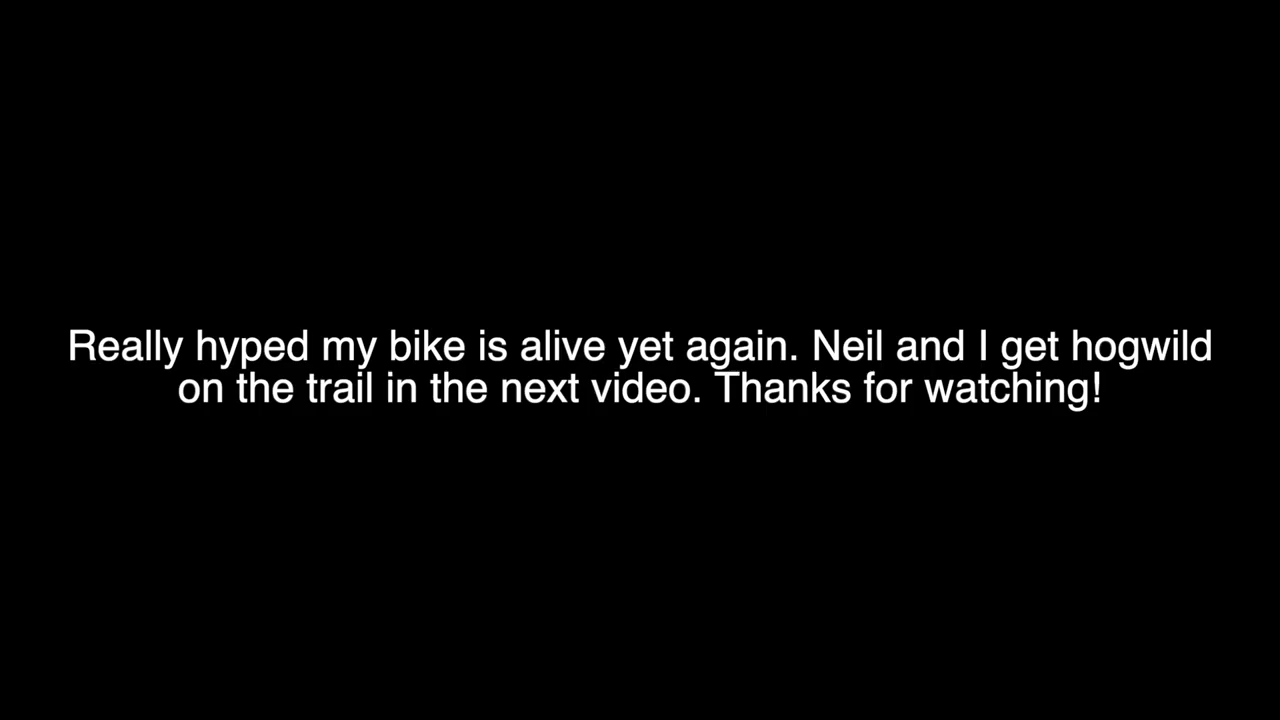 Really hyped my bike is alive yet again. Neil and I get hogwild
on the trail in the next video. Thanks for watching!